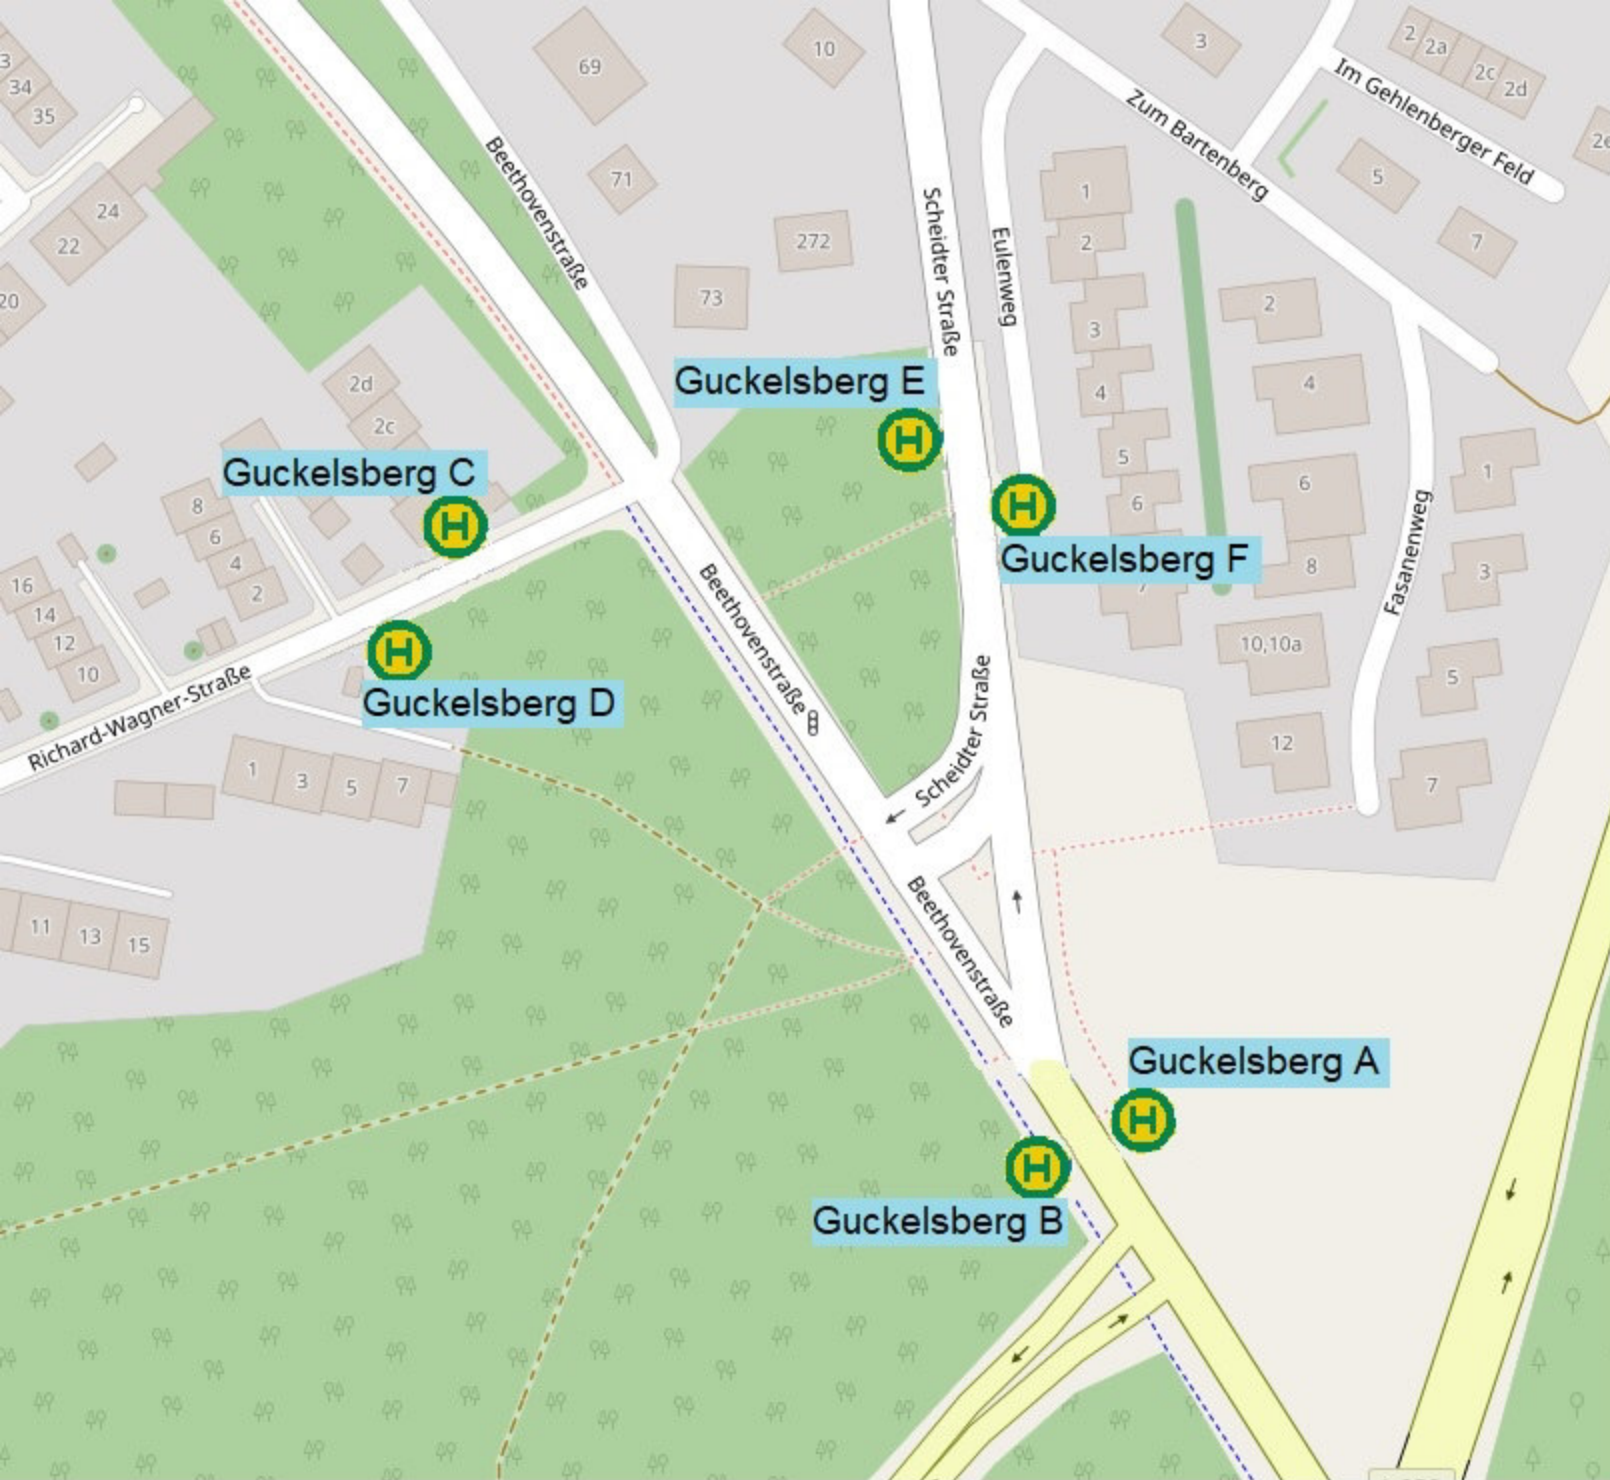 3
34
35
24
22
20
69
10
71
272
73
Beethovenstraße
Scheidter Straße
Eulenweg
Zum Bartenberg
3
Im Gehlenberger Feld
2
2a
2c
2d
5
7
1
2
3
4
5
6
2
4
6
8
10,10a
12
Fasanenweg
1
3
5
7
2d
2c
Guckelsberg E
H
Guckelsberg C
H
H
Guckelsberg F
8
6
4
2
16
14
12
10
H
Guckelsberg D
Richard-Wagner-Straße
Beethovenstraße
Scheidter Straße
1
3
5
7
11
13
15
Beethovenstraße
Guckelsberg A
H
H
Guckelsberg B